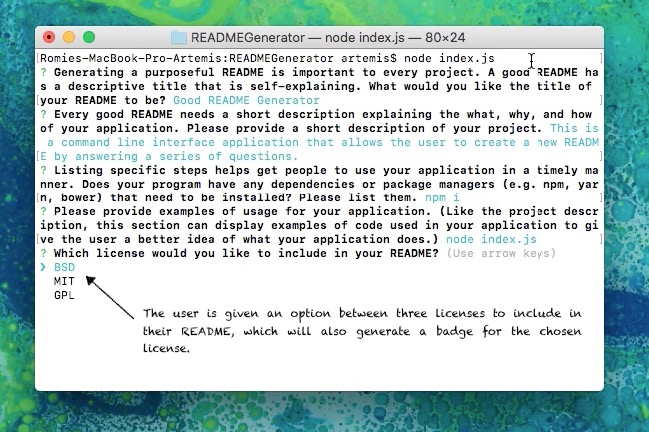 READMEGenerator — node index.js — 80×24
[Romies-MacBook-Pro-Artemis:READMEGenerator artemis$ node index.js ]
? Generating a purposeful README is important to every project. A good README ha
s a descriptive title that is self-explaining. What would you like the title of
[your README to be? Good README Generator ]
? Every good README needs a short description explaining the what, why, and how
of your application. Please provide a short description of your project. This is
a command line interface application that allows the user to create a new READM
[E by answering a series of questions. ]
? Listing specific steps helps get people to use your application in a timely ma
nner. Does your program have any dependencies or package managers (e.g. npm, yar
[n, bower) that need to be installed? Please list them. npm i ]
? Please provide examples of usage for your application. (Like the project descr
iption, this section can display examples of code used in your application to gi
[ve the user a better idea of what your application does.) node index.js ]
? Which license would you like to include in your README? (Use arrow keys)
❯ BSD
MIT
GPL
The user is given an option between three licenses to include in
their README, which will also generate a badge for the chosen
license.